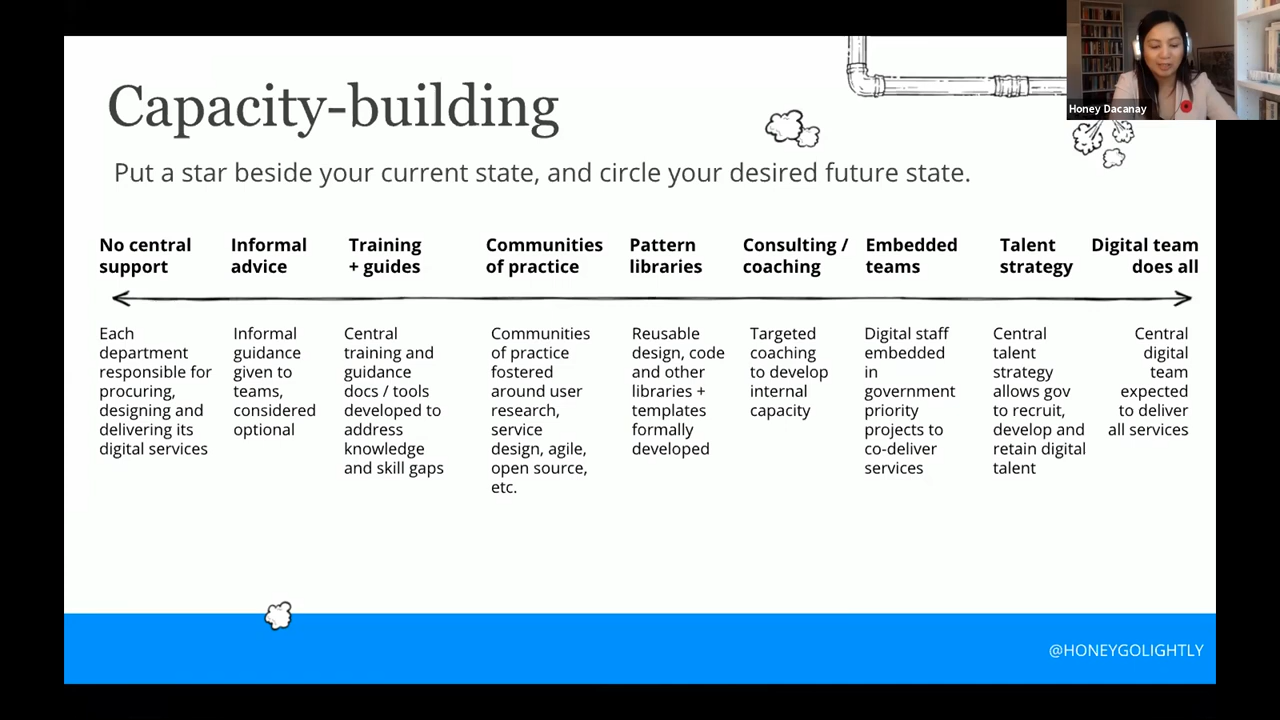 Honey Dacanay
Capacity-building
Put a star beside your current state, and circle your desired future state.
No central
support
Informal
advice
Training
+ guides
Communities
of practice
Pattern
libraries
Consulting /
coaching
Embedded
teams
Talent
strategy
Digital team
does all
Each
department
responsible for
procuring,
designing and
delivering its
digital services
Informal
guidance
given to
teams,
considered
optional
Central
training and
guidance
docs / tools
developed to
address
knowledge
and skill gaps
Communities
of practice
fostered
around user
research,
service
design, agile,
open source,
etc.
Reusable
design, code
and other
libraries +
templates
formally
developed
Targeted
coaching
to develop
internal
capacity
Digital staff
embedded
in
government
priority
projects to
co-deliver
services
Central
talent
strategy
allows gov
to recruit,
develop and
retain digital
talent
Central
digital
team
expected
to deliver
all services
@HONEYGOLIGHTLY